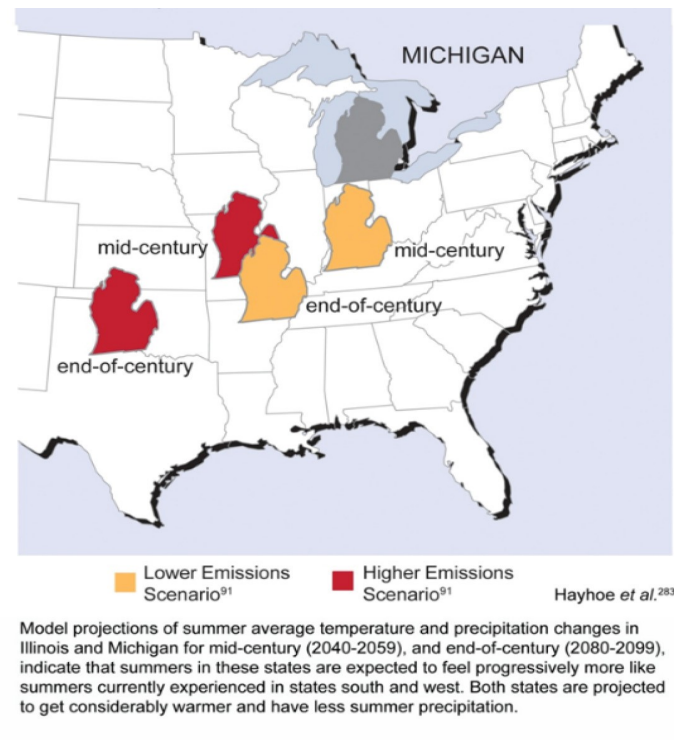 MICHIGAN
mid-century
mid-century
end-of-century
end-of-century
Lower Emissions
Scenario⁹¹
Higher Emissions
Scenario⁹¹
Hayhoe et al.²⁸³
Model projections of summer average temperature and precipitation changes in
Illinois and Michigan for mid-century (2040-2059), and end-of-century (2080-2099),
indicate that summers in these states are expected to feel progressively more like
summers currently experienced in states south and west. Both states are projected
to get considerably warmer and have less summer precipitation.